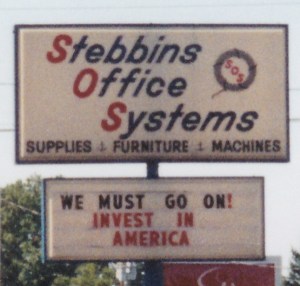 Stebbins
Office
Systems
SOS
SUPPLIES FURNITURE MACHINES
WE MUST GO ON!
INVEST IN
AMERICA